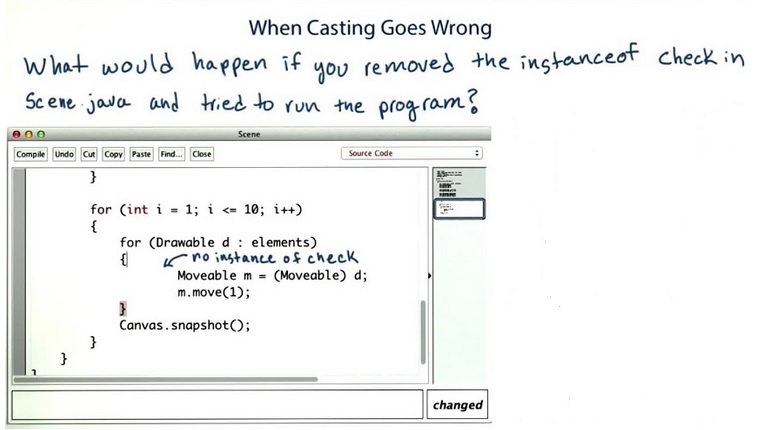 When Casting Goes Wrong
What would happen if you removed the instanceof check in
Scene.java and tried to run the program?
Scene
Compile Undo Cut Copy Paste Find... Close Source Code
}
for (int i = 1; i <= 10; i++)
{
for (Drawable d : elements)
{ no instance of check
Moveable m = (Moveable) d;
m.move(1);
}
Canvas.snapshot();
}
}
changed